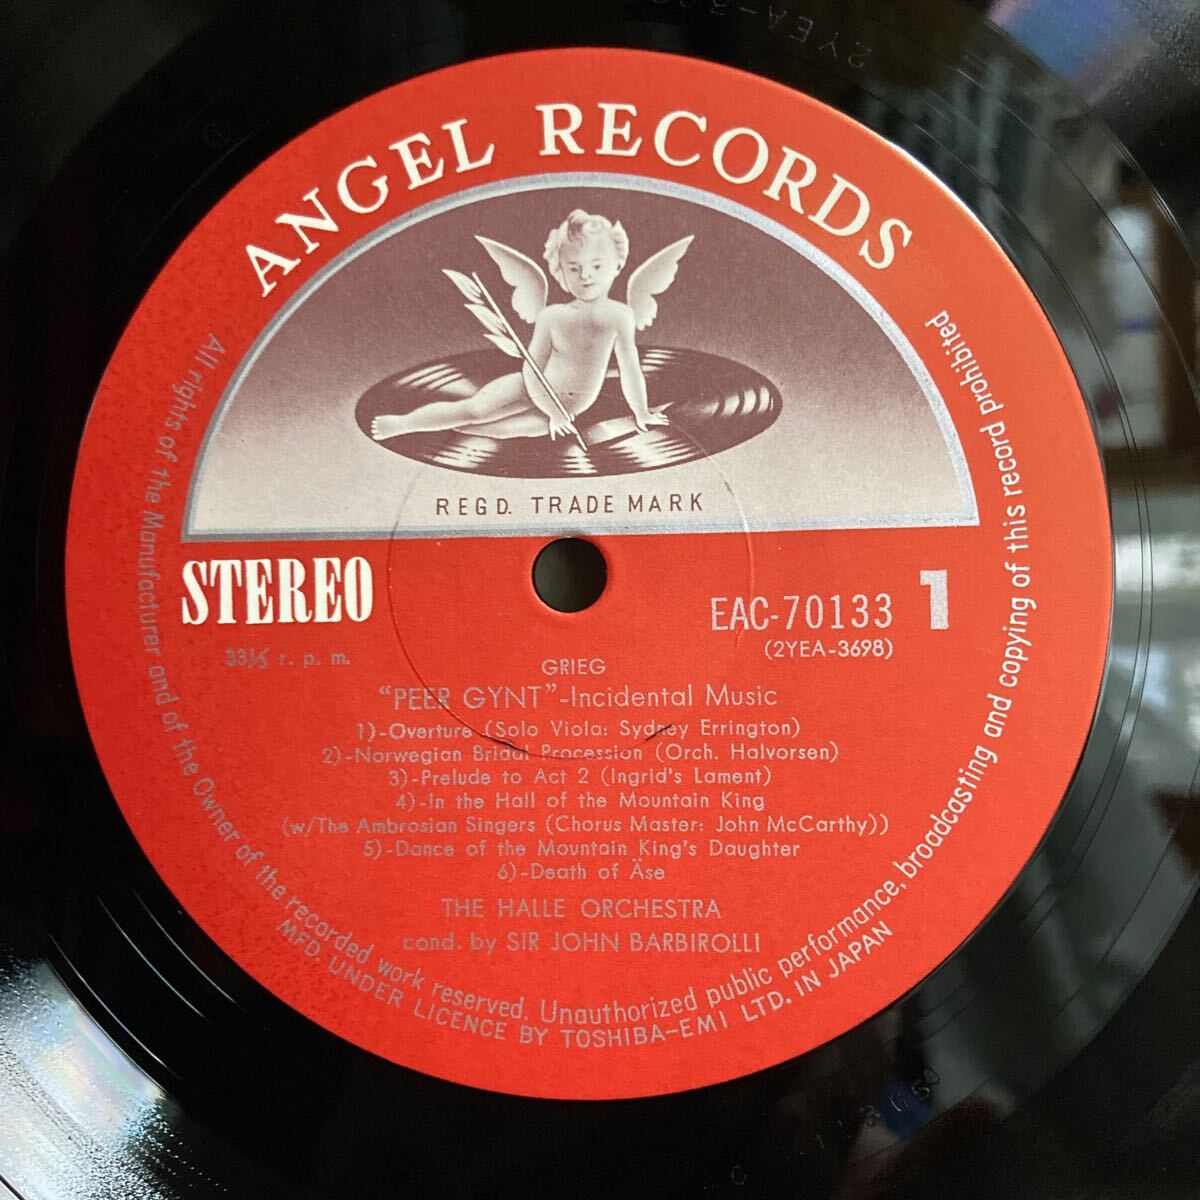 ANGEL RECORDS
REGD. TRADE MARK
STEREO
33⅓ r.p.m.
EAC-70133
(2YEA-3698)
1
GRIEG
"PEER GYNT"-Incidental Music
1)-Overture (Solo Viola: Sydney Errington)
2)-Norwegian Bridal Procession (Orch. Halvorsen)
3)-Prelude to Act 2 (Ingrid's Lament)
4)-In the Hall of the Mountain King
(w/The Ambrosian Singers (Chorus Master: John McCarthy))
5)-Dance of the Mountain King's Daughter
6)-Death of Äse
THE HALLE ORCHESTRA
cond. by SIR JOHN BARBIROLLI
All rights of the Manufacturer and of the Owner of the recorded work reserved. Unauthorized public performance, broadcasting and copying of this record prohibited
MFD. UNDER LICENCE BY TOSHIBA-EMI LTD. IN JAPAN